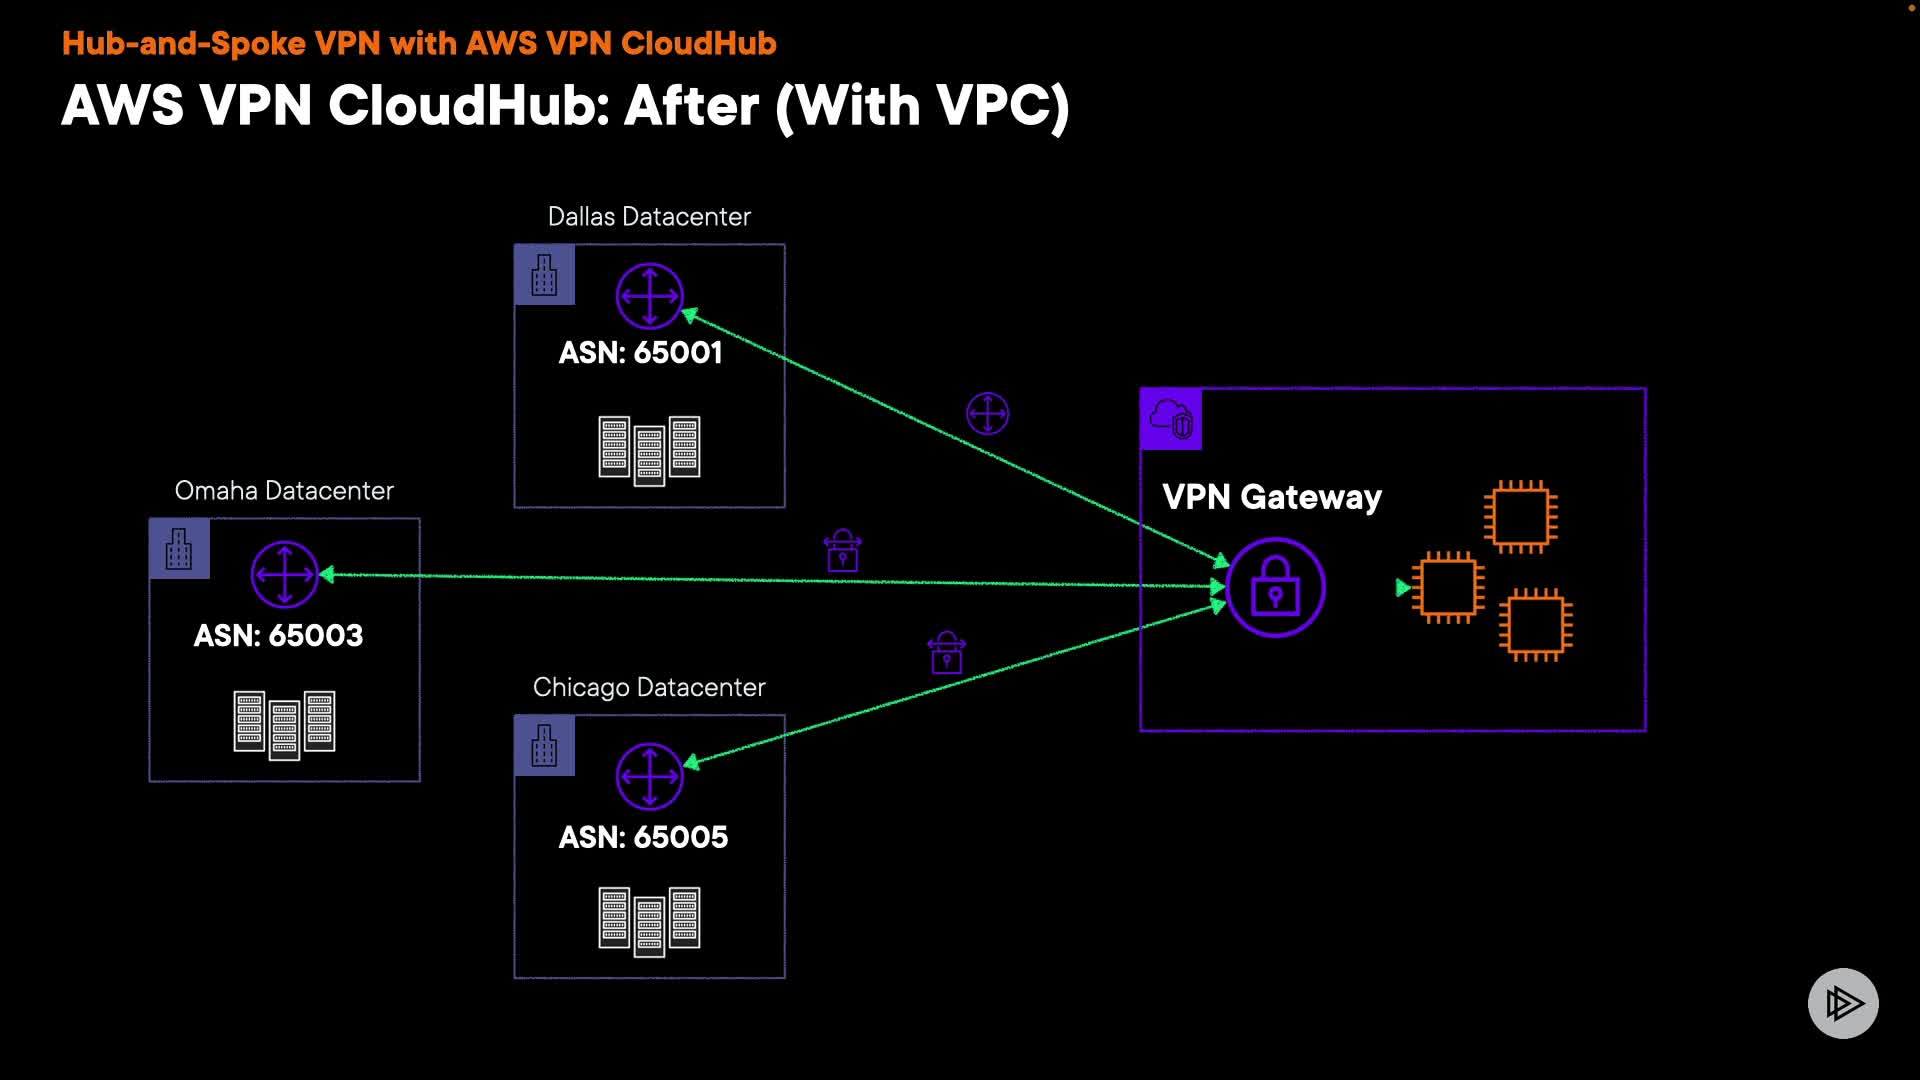 Hub-and-Spoke VPN with AWS VPN CloudHub
AWS VPN CloudHub: After (With VPC)
Dallas Datacenter
ASN: 65001
Omaha Datacenter
ASN: 65003
Chicago Datacenter
ASN: 65005
VPN Gateway